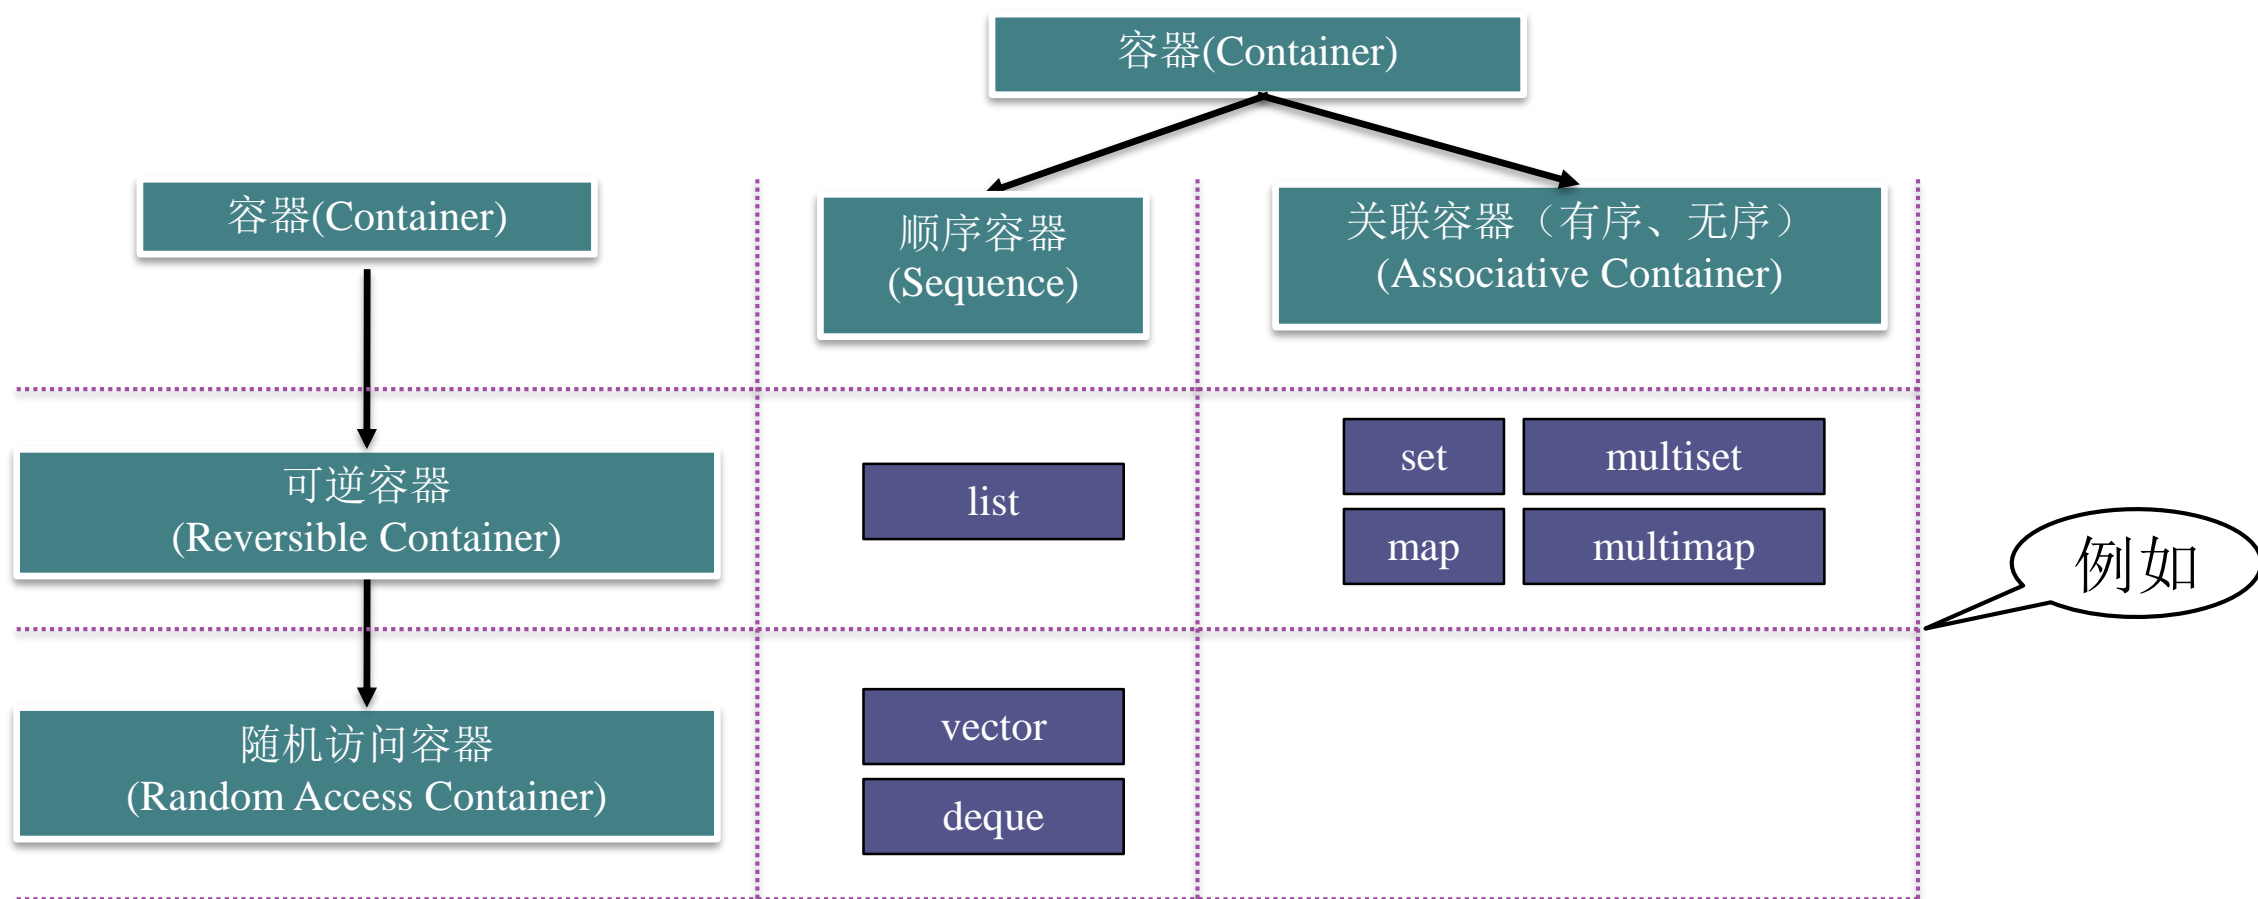 容器(Container)
容器(Container)
顺序容器
(Sequence)
关联容器（有序、无序）
(Associative Container)
可逆容器
(Reversible Container)
list
set
multiset
map
multimap
例如
随机访问容器
(Random Access Container)
vector
deque